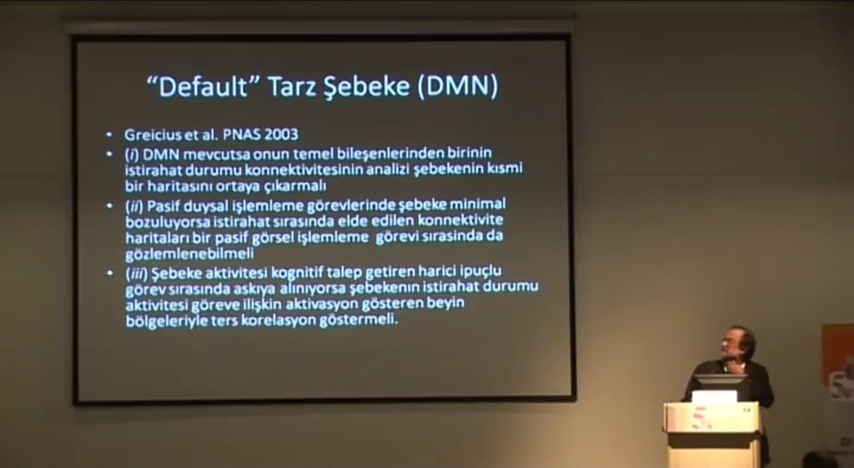 “Default” Tarz Şebeke (DMN)
• Greicius et al. PNAS 2003
• (i) DMN mevcutsa onun temel bileşenlerinden birinin
istirahat durumu konnektivitesinin analizi şebekenin kısmi
bir haritasını ortaya çıkarmalı
• (ii) Pasif duysal işlemleme görevlerinde şebeke minimal
bozuluyorsa istirahat sırasında elde edilen konnektivite
haritaları bir pasif görsel işlemleme görevi sırasinda da
gözlemlenebilmeli
• (iii) Şebeke aktivitesi kognitif talep getiren harici ipuçlu
görev sırasında askıya alınıyorsa şebekenin istirahat durumu
aktivitesi göreve ilişkin aktivasyon gösteren beyin
bölgeleriyle ters korelasyon göstermeli.
5
5